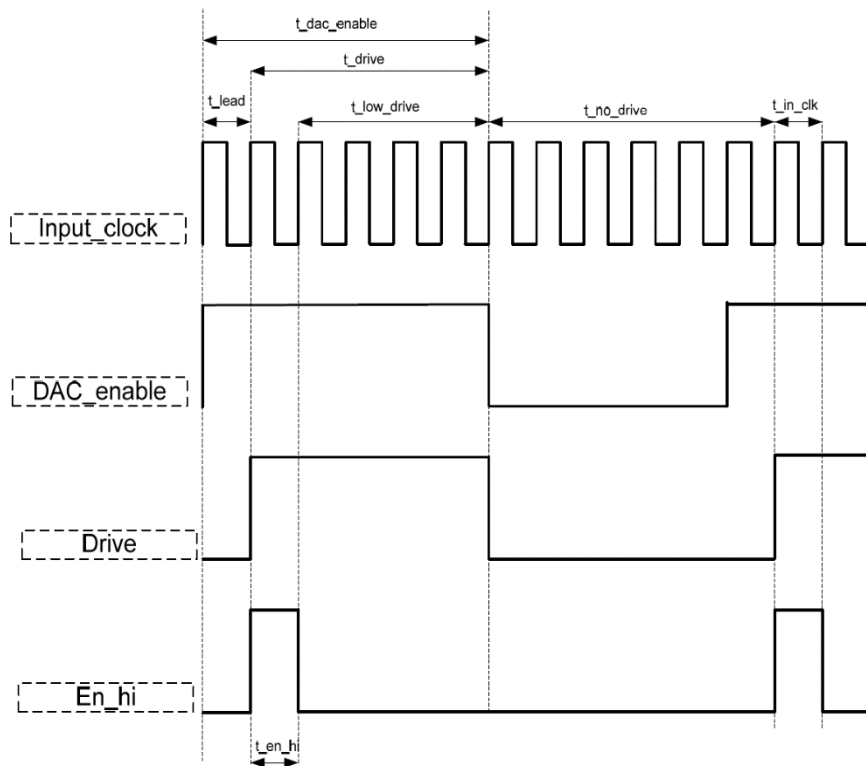 t_dac_enable
t_drive
t_lead
t_low_drive
t_no_drive
t_in_clk
Input_clock
DAC_enable
Drive
En_hi
t_en_hi